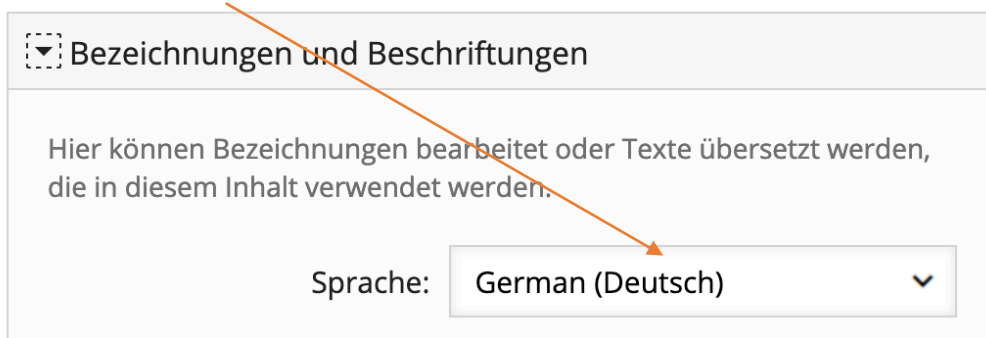 Bezeichnungen und Beschriftungen
Hier können Bezeichnungen bearbeitet oder Texte übersetzt werden,
die in diesem Inhalt verwendet werden.
Sprache: German (Deutsch)